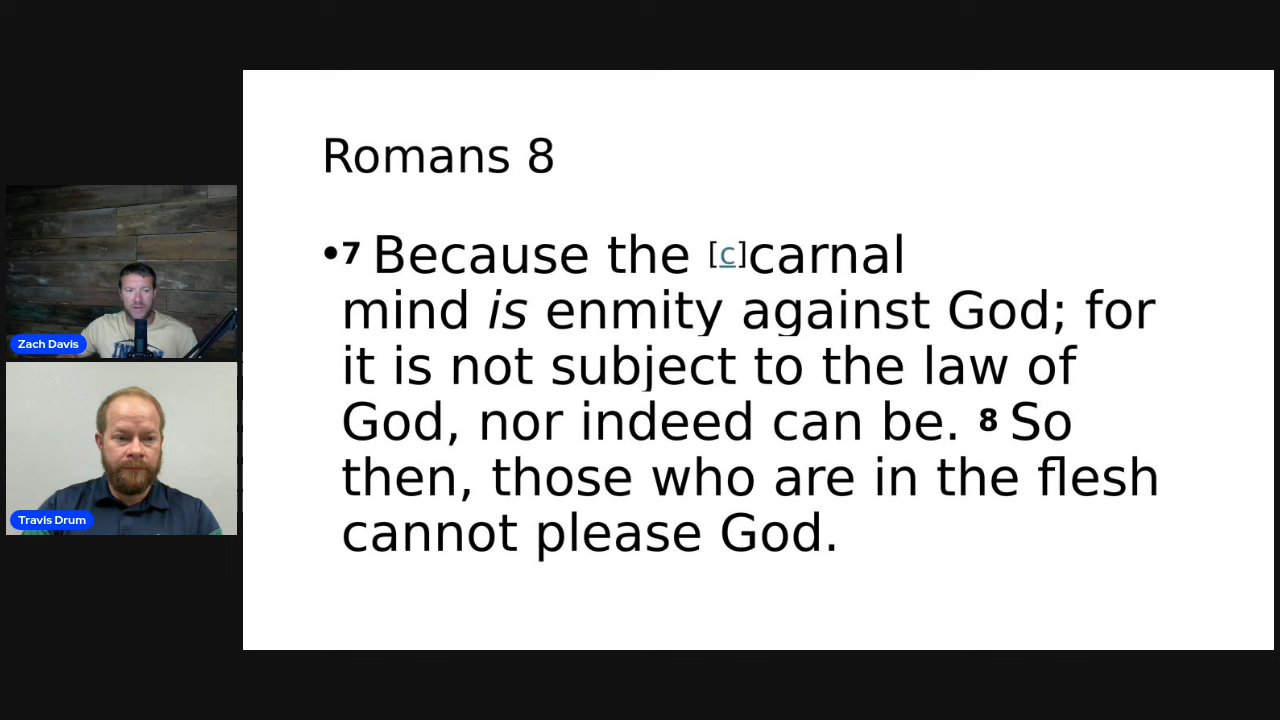 Romans 8
•7 Because the [c]carnal
mind is enmity against God; for
it is not subject to the law of
God, nor indeed can be. 8 So
then, those who are in the flesh
cannot please God.
Zach Davis
Travis Drum